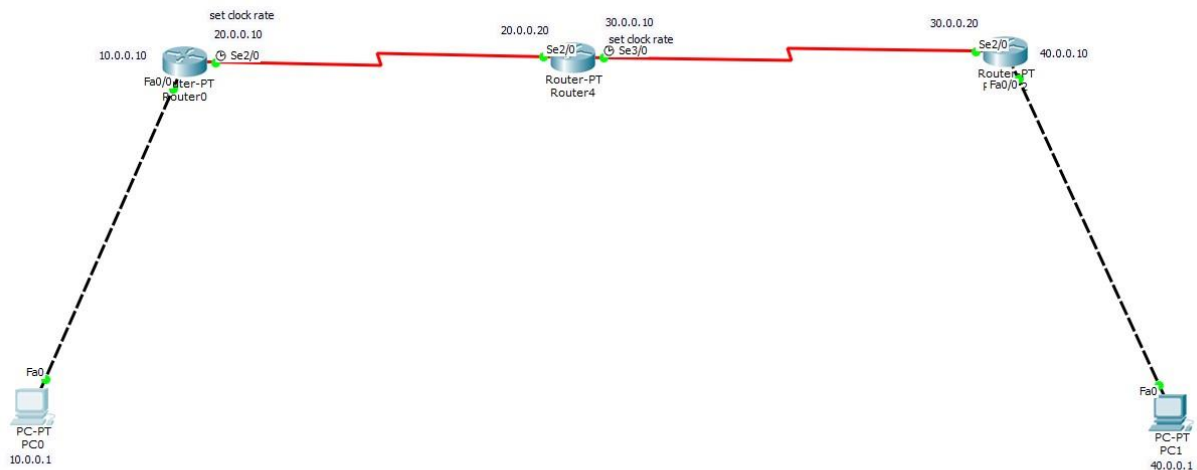 set clock rate
20.0.0.10
10.0.0.10
Se2/0
Fa0/0
Router0
20.0.0.20
Se2/0
30.0.0.10
set clock rate
Se3/0
Router-PT
Router4
30.0.0.20
Se2/0
40.0.0.10
Fa0/0
Fa0
PC-PT
PC0
10.0.0.1
Fa0
PC-PT
PC1
40.0.0.1